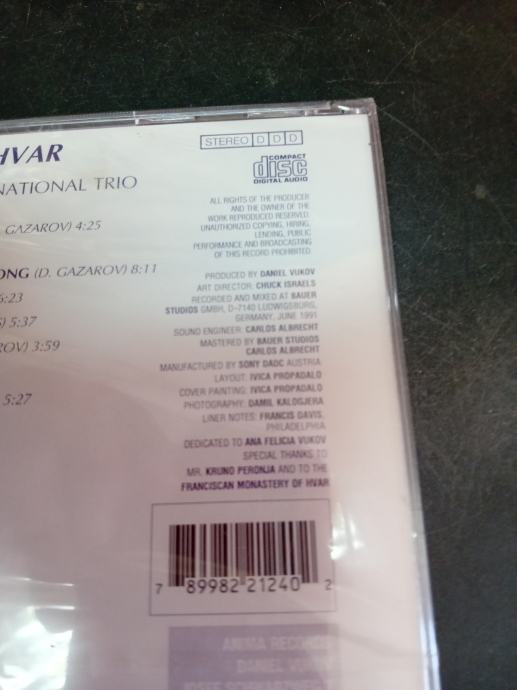 HVAR
NATIONAL TRIO
GAZAROV) 4:25
ONG (D. GAZAROV) 8:11
6:23
) 5:37
ROV) 3:59
5:27
STEREO D D D
COMPACT
disc
DIGITAL AUDIO
ALL RIGHTS OF THE PRODUCER
AND THE OWNER OF THE
WORK REPRODUCED RESERVED.
UNAUTHORIZED COPYING, HIRING,
LENDING, PUBLIC
PERFORMANCE AND BROADCASTING
OF THIS RECORD PROHIBITED.
PRODUCED BY DANIEL VUKOV
ART DIRECTOR: CHUCK ISRAELS
RECORDED AND MIXED AT BAUER
STUDIOS GMBH, D-7140 LUDWIGSBURG,
GERMANY, JUNE 1991
SOUND ENGINEER: CARLOS ALBRECHT
MASTERED BY BAUER STUDIOS
CARLOS ALBRECHT
MANUFACTURED BY SONY DADC AUSTRIA
LAYOUT: IVICA PROPADALO
COVER PAINTING: IVICA PROPADALO
PHOTOGRAPHY: DAMIL KALOGJERA
LINER NOTES: FRANCIS DAVIS,
PHILADELPHIA
DEDICATED TO ANA FELICIA VUKOV
SPECIAL THANKS TO
MR. KRUNO PERONJA AND TO THE
FRANCISCAN MONASTERY OF HVAR
7 89982 21240 2
RECORDS
DANIEL VUKOV